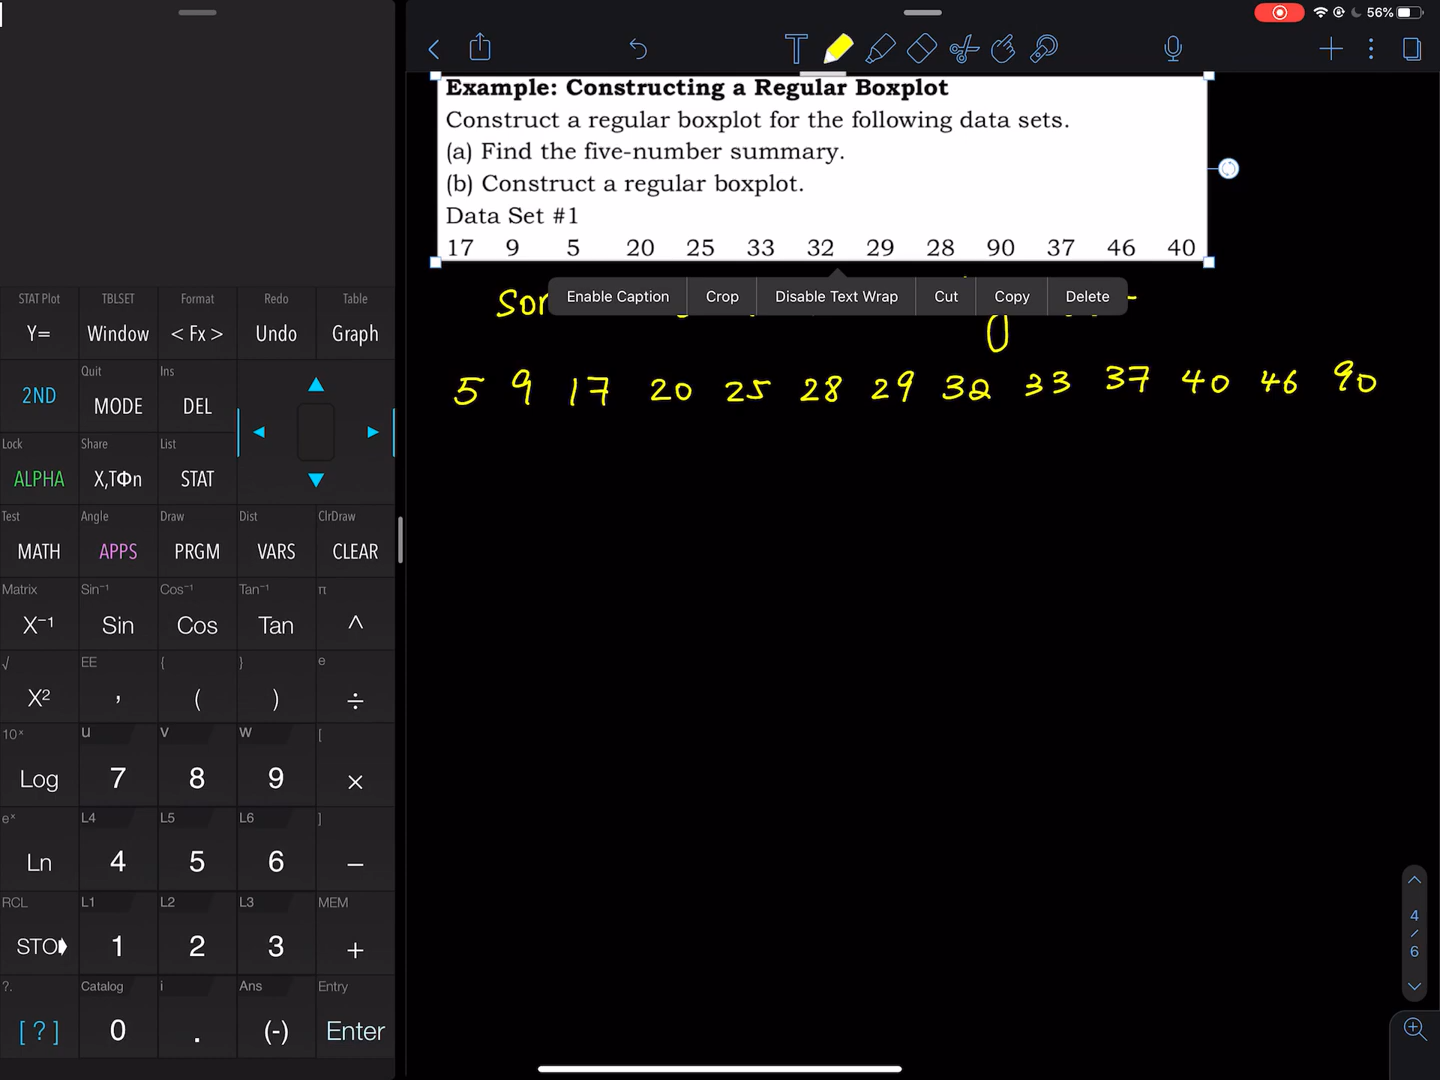 56%
Example: Constructing a Regular Boxplot
Construct a regular boxplot for the following data sets.
(a) Find the five-number summary.
(b) Construct a regular boxplot.
Data Set #1
17 9 5 20 25 33 32 29 28 90 37 46 40
Enable Caption Crop Disable Text Wrap Cut Copy Delete
5 9 17 20 25 28 29 32 33 37 40 46 90
STAT Plot TBLSET Format Redo Table
Y= Window < Fx > Undo Graph
Quit Ins
2ND MODE DEL
Lock Share List
ALPHA X,TΦn STAT
Test Angle Draw Dist ClrDraw
MATH APPS PRGM VARS CLEAR
Matrix Sin⁻¹ Cos⁻¹ Tan⁻¹ π
X⁻¹ Sin Cos Tan ^
√ EE { } e
X² , ( ) ÷
10ˣ u v w [
Log 7 8 9 ×
eˣ L4 L5 L6 ]
Ln 4 5 6 −
RCL L1 L2 L3 MEM
STO 1 2 3 +
?. Catalog i Ans Entry
[ ? ] 0 . (-) Enter
4
/
6